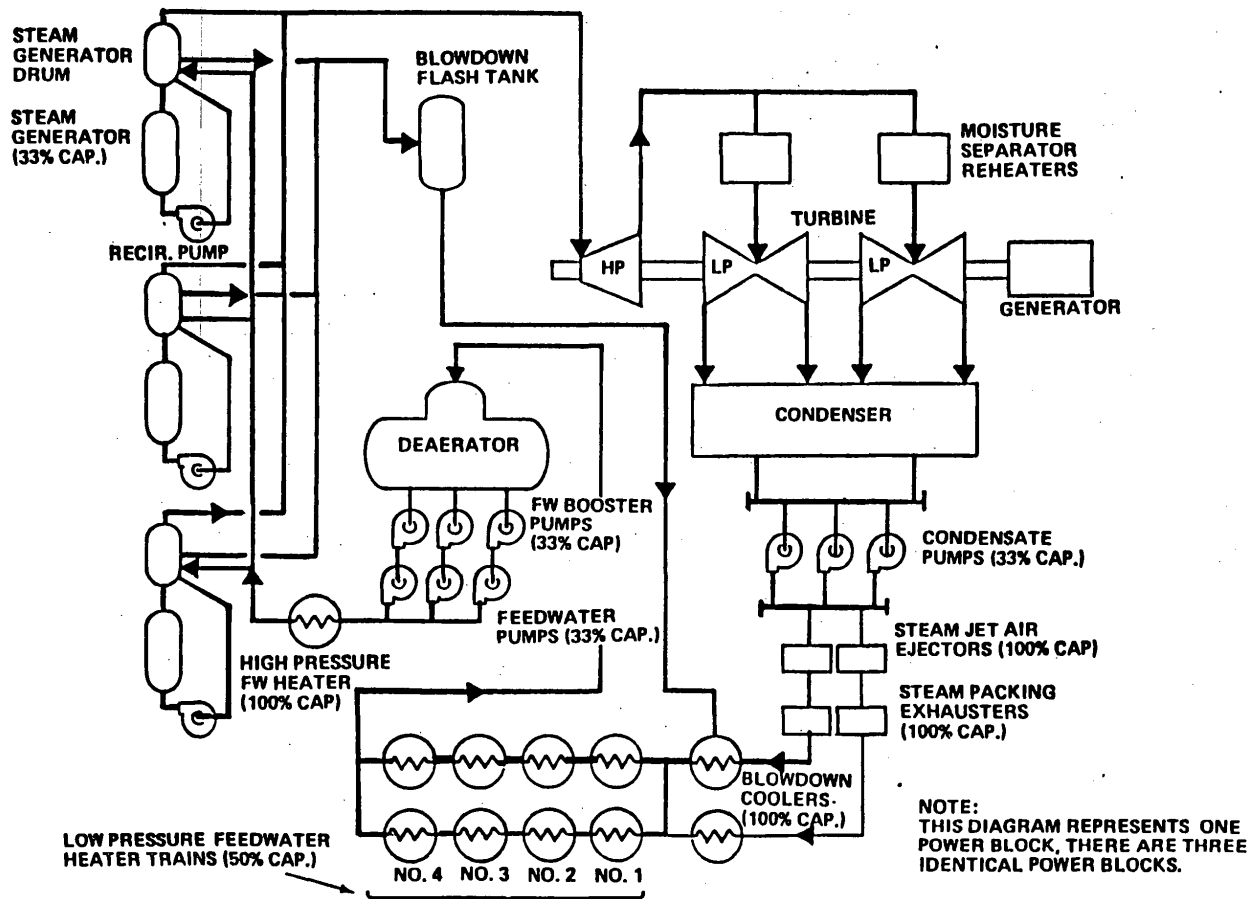 STEAM
GENERATOR
DRUM
STEAM
GENERATOR
(33% CAP.)
RECIR. PUMP
BLOWDOWN
FLASH TANK
MOISTURE
SEPARATOR
REHEATERS
TURBINE
HP
LP
LP
GENERATOR
CONDENSER
DEAERATOR
FW BOOSTER
PUMPS
(33% CAP)
CONDENSATE
PUMPS (33% CAP.)
FEEDWATER
PUMPS (33% CAP.)
HIGH PRESSURE
FW HEATER
(100% CAP)
STEAM JET AIR
EJECTORS (100% CAP)
STEAM PACKING
EXHAUSTERS
(100% CAP.)
BLOWDOWN
COOLERS
(100% CAP.)
LOW PRESSURE FEEDWATER
HEATER TRAINS (50% CAP.)
NO. 4 NO. 3 NO. 2 NO. 1
NOTE:
THIS DIAGRAM REPRESENTS ONE
POWER BLOCK, THERE ARE THREE
IDENTICAL POWER BLOCKS.